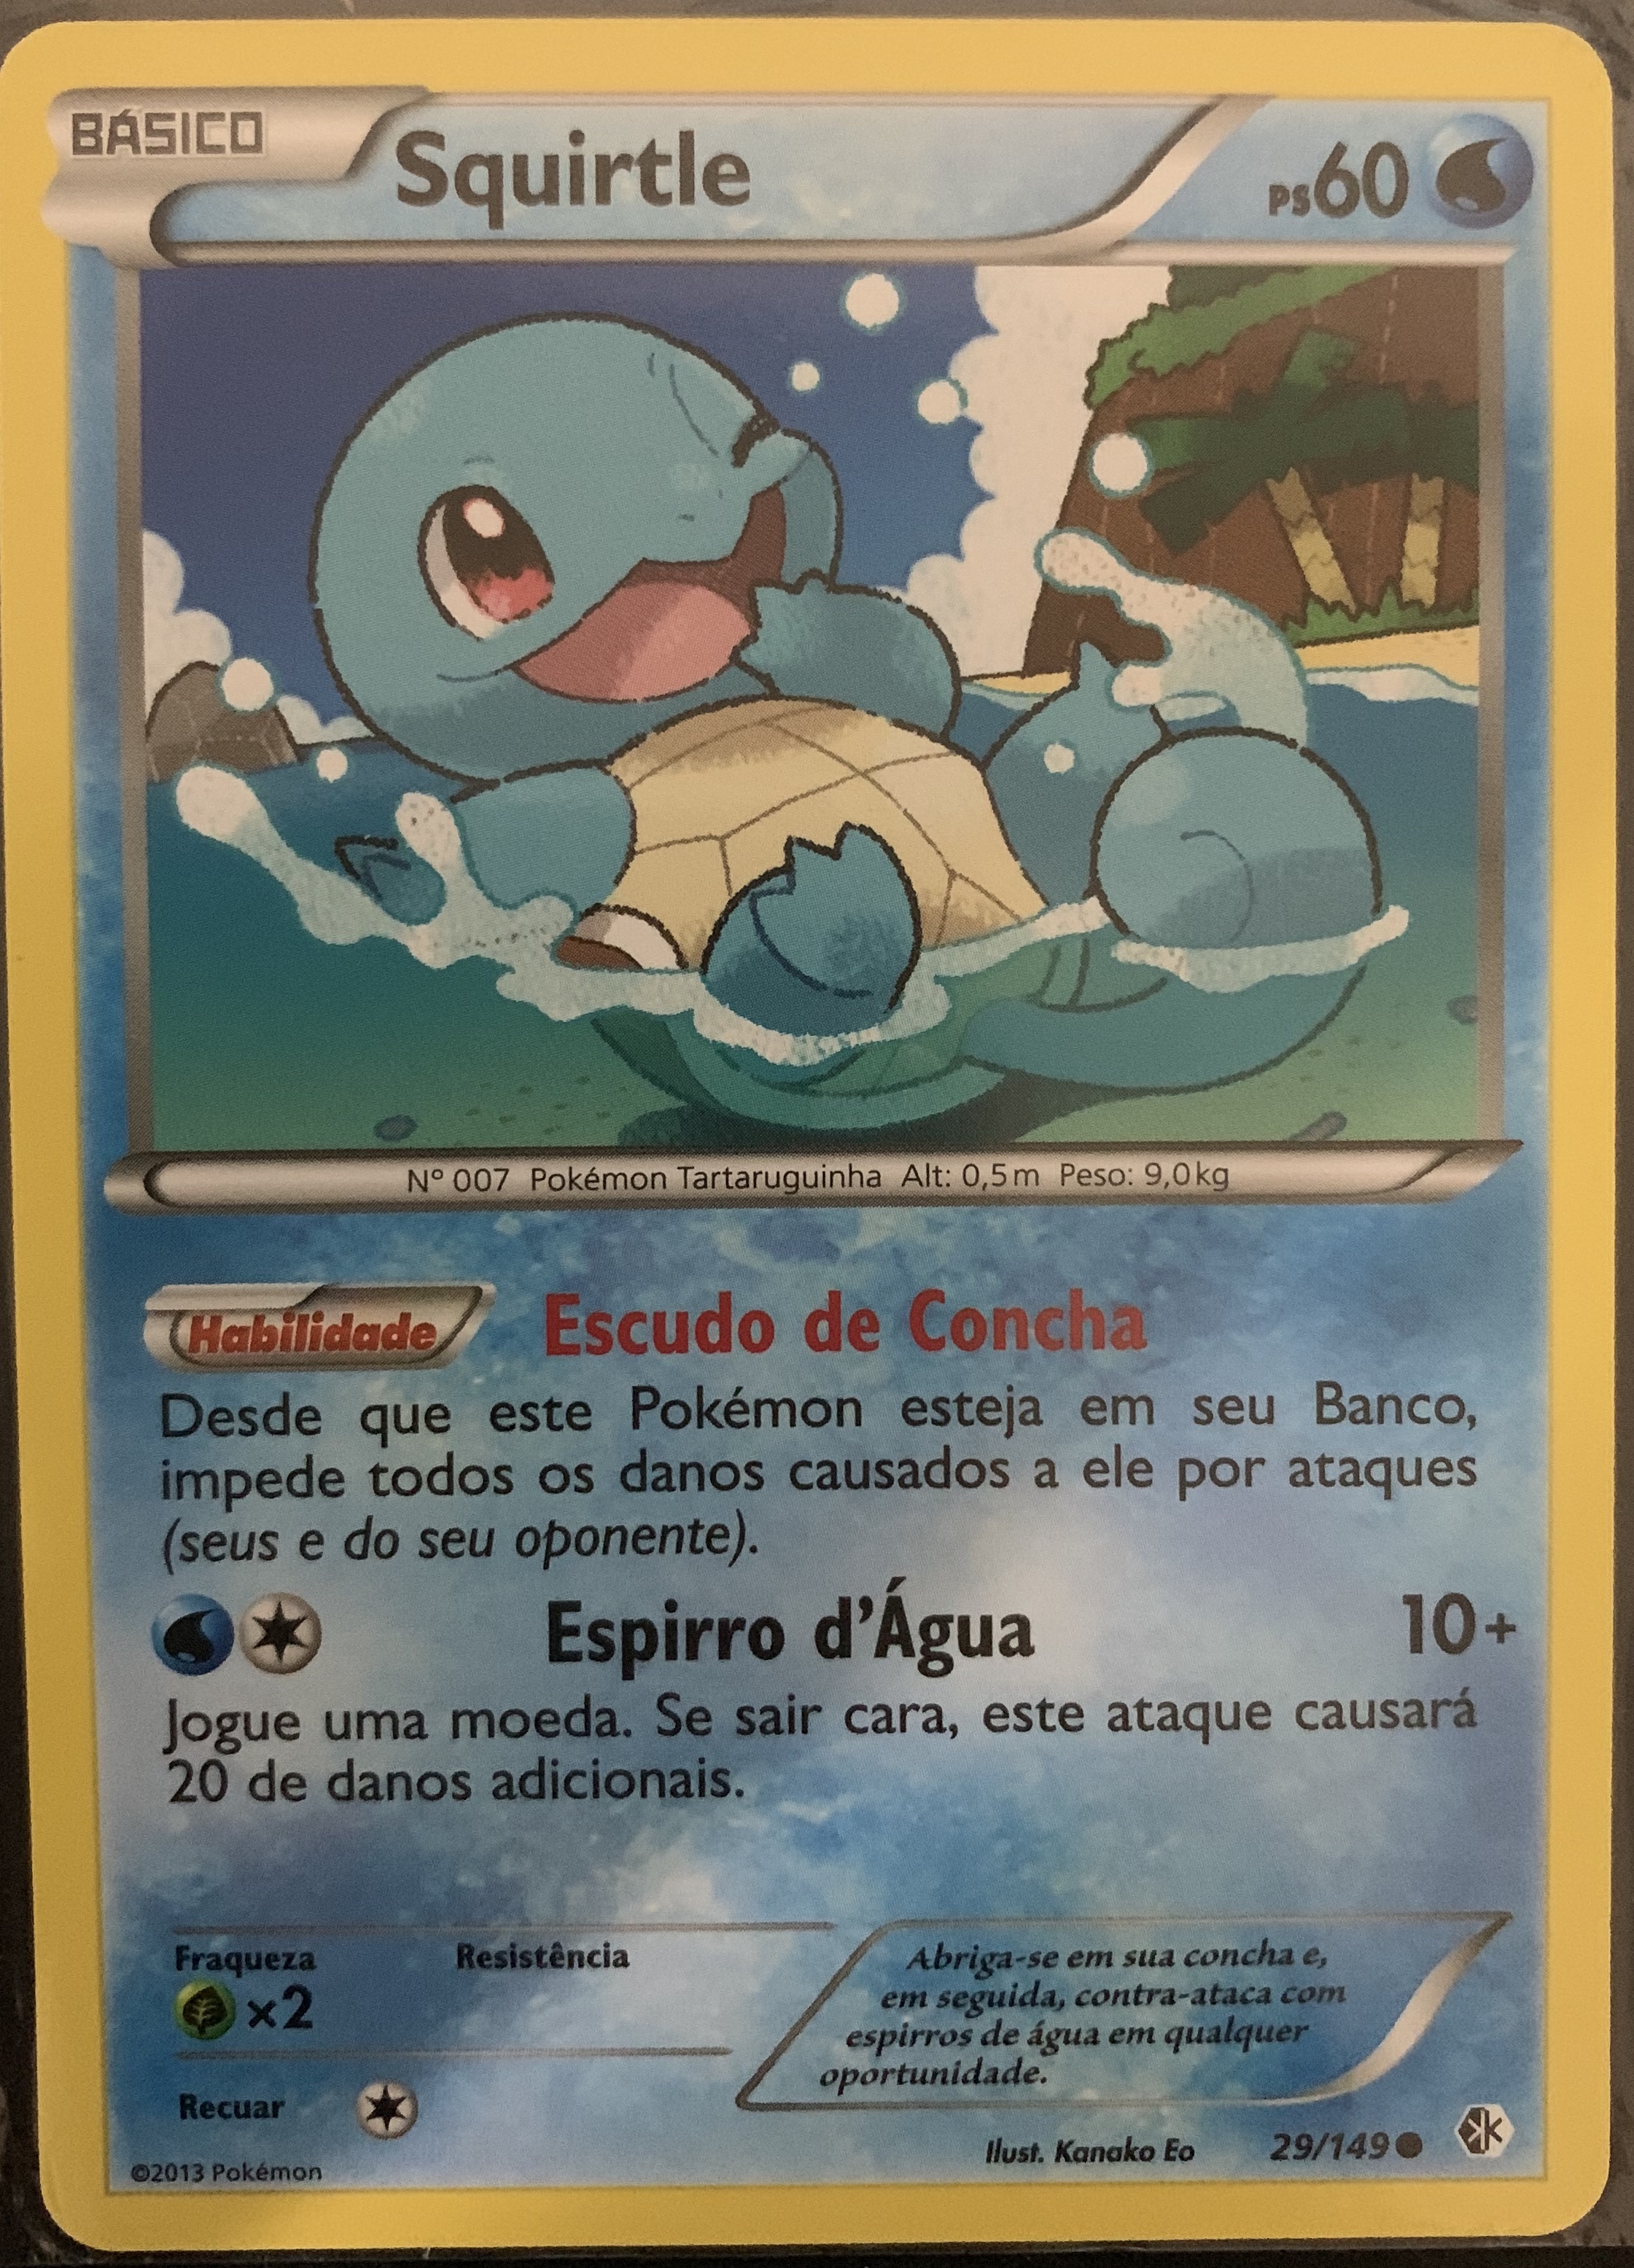 BÁSICO
Squirtle
PS60
Nº 007 Pokémon Tartaruguinha Alt: 0,5m Peso: 9,0kg
Habilidade Escudo de Concha
Desde que este Pokémon esteja em seu Banco,
impede todos os danos causados a ele por ataques
(seus e do seu oponente).
Espirro d'Água 10+
Jogue uma moeda. Se sair cara, este ataque causará
20 de danos adicionais.
Fraqueza Resistência
×2
Recuar
Abriga-se em sua concha e,
em seguida, contra-ataca com
espirros de água em qualquer
oportunidade.
Ilust. Kanako Eo 29/149
©2013 Pokémon